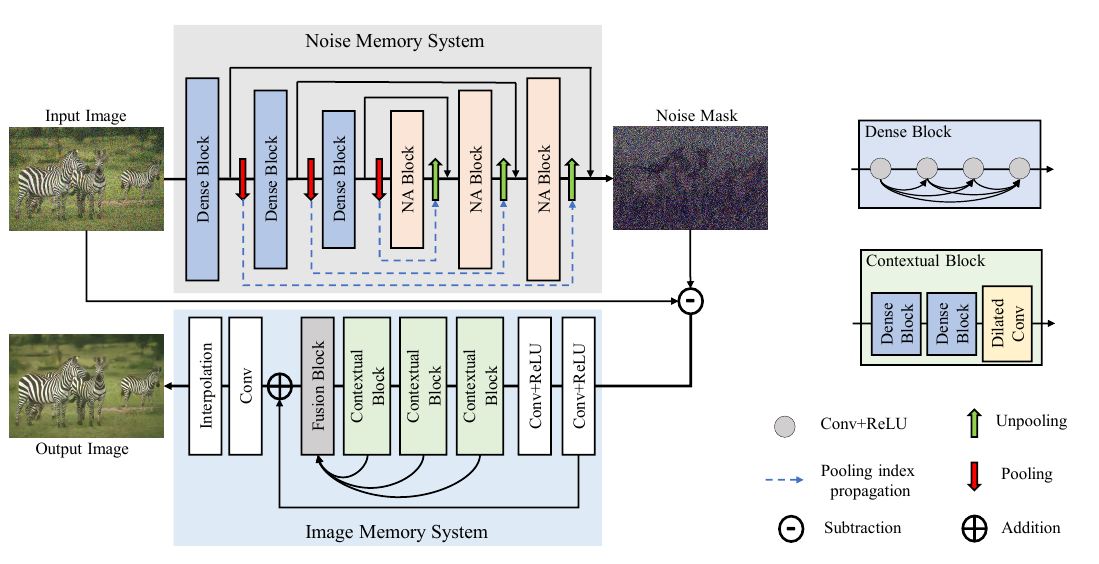 Noise Memory System
Input Image
Dense Block
Dense Block
Dense Block
NA Block
NA Block
NA Block
Noise Mask
Dense Block
Contextual Block
Dense
Block
Dense
Block
Dilated
Conv
Output Image
Interpolation
Conv
Fusion Block
Contextual
Block
Contextual
Block
Contextual
Block
Conv+ReLU
Conv+ReLU
Image Memory System
Conv+ReLU
Unpooling
Pooling index
propagation
Pooling
Subtraction
Addition